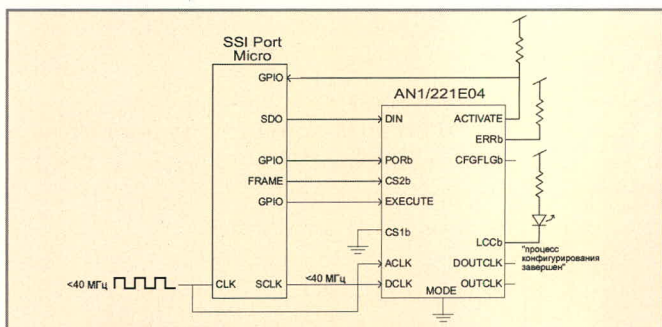 SSI Port
Micro
GPIO
AN1/221E04
SDO
DIN
ACTIVATE
ERRb
GPIO
PORb
CFGFLGb
FRAME
CS2b
GPIO
EXECUTE
CS1b
LCCb
"процесс
конфигурирования
завершен"
ACLK
DOUTCLK
<40 МГц
CLK
SCLK
<40 МГц
DCLK
OUTCLK
MODE